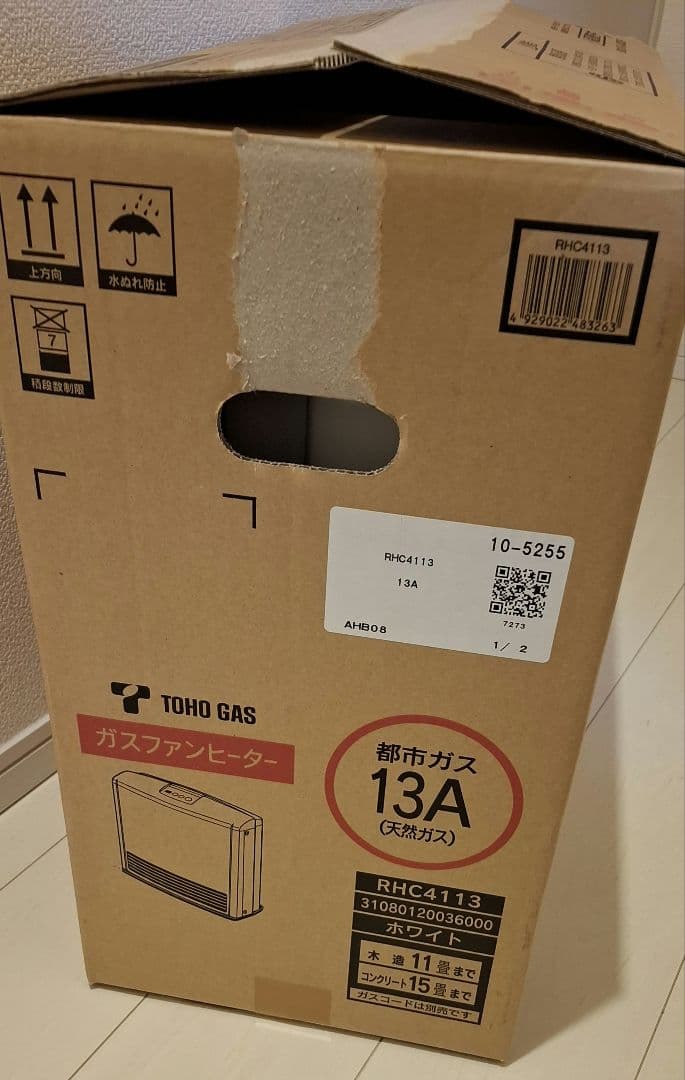 上方向
水ぬれ防止
7
積段数制限
RHC4113
4 929022 483263
10-5255
RHC4113
13A
7273
AHB08
1/ 2
TOHO GAS
ガスファンヒーター
都市ガス
13A
(天然ガス)
RHC4113
31080120036000
ホワイト
木 造 11畳まで
コンクリート15畳まで
ガスコードは別売です